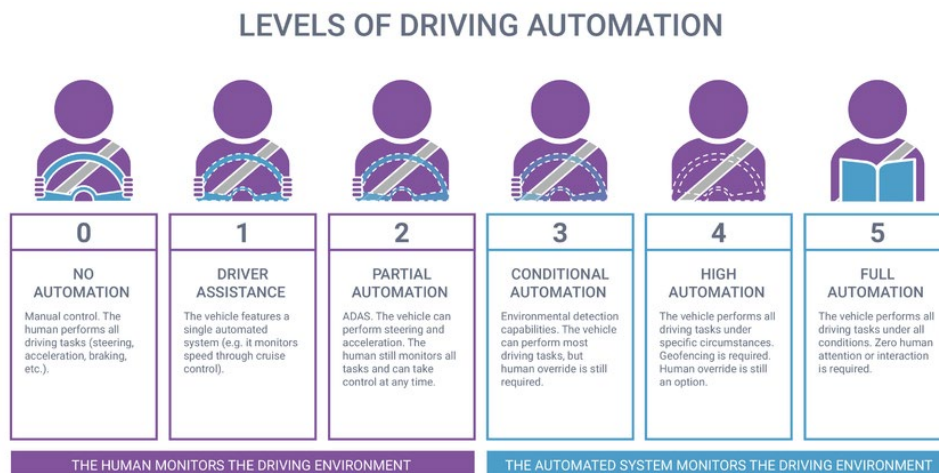 LEVELS OF DRIVING AUTOMATION
0
NO
AUTOMATION
Manual control. The
human performs all
driving tasks (steering,
acceleration, braking,
etc.).
1
DRIVER
ASSISTANCE
The vehicle features a
single automated
system (e.g. it monitors
speed through cruise
control).
2
PARTIAL
AUTOMATION
ADAS. The vehicle can
perform steering and
acceleration. The
human still monitors all
tasks and can take
control at any time.
3
CONDITIONAL
AUTOMATION
Environmental detection
capabilities. The vehicle
can perform most
driving tasks, but
human override is still
required.
4
HIGH
AUTOMATION
The vehicle performs all
driving tasks under
specific circumstances.
Geofencing is required.
Human override is still
an option.
5
FULL
AUTOMATION
The vehicle performs all
driving tasks under all
conditions. Zero human
attention or interaction
is required.
THE HUMAN MONITORS THE DRIVING ENVIRONMENT
THE AUTOMATED SYSTEM MONITORS THE DRIVING ENVIRONMENT